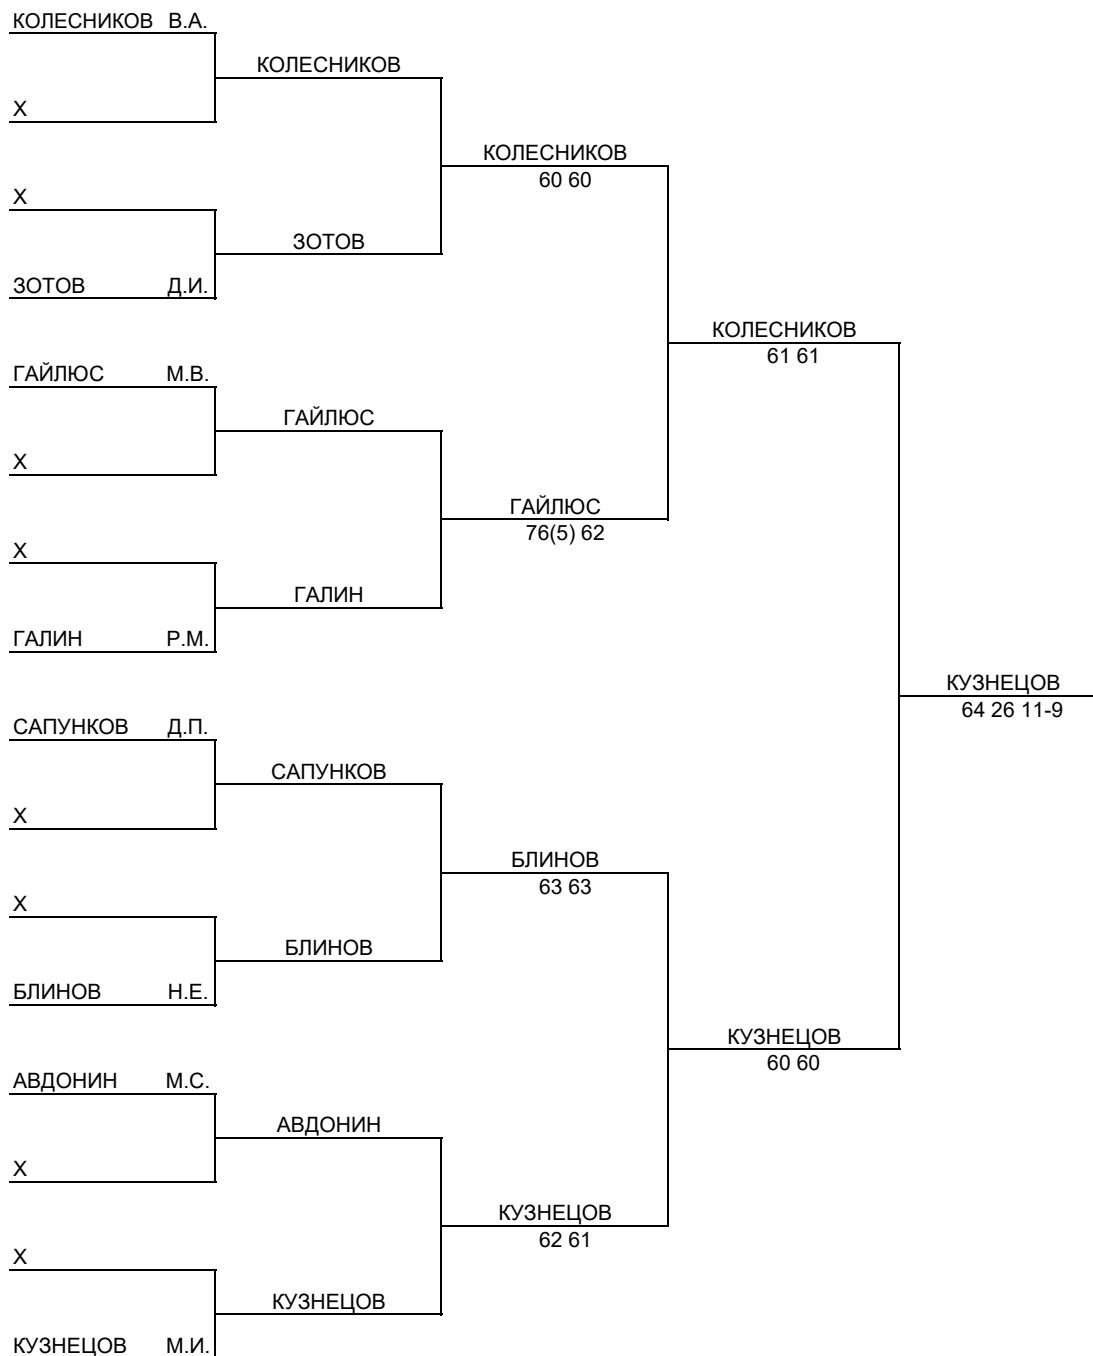 КОЛЕСНИКОВ В.А.
КОЛЕСНИКОВ
X
КОЛЕСНИКОВ
60 60
X
ЗОТОВ
ЗОТОВ Д.И.
КОЛЕСНИКОВ
61 61
ГАЙЛЮС М.В.
ГАЙЛЮС
X
ГАЙЛЮС
76(5) 62
X
ГАЛИН
ГАЛИН Р.М.
КУЗНЕЦОВ
64 26 11-9
САПУНКОВ Д.П.
САПУНКОВ
X
БЛИНОВ
63 63
X
БЛИНОВ
БЛИНОВ Н.Е.
КУЗНЕЦОВ
60 60
АВДОНИН М.С.
АВДОНИН
X
КУЗНЕЦОВ
62 61
X
КУЗНЕЦОВ
КУЗНЕЦОВ М.И.